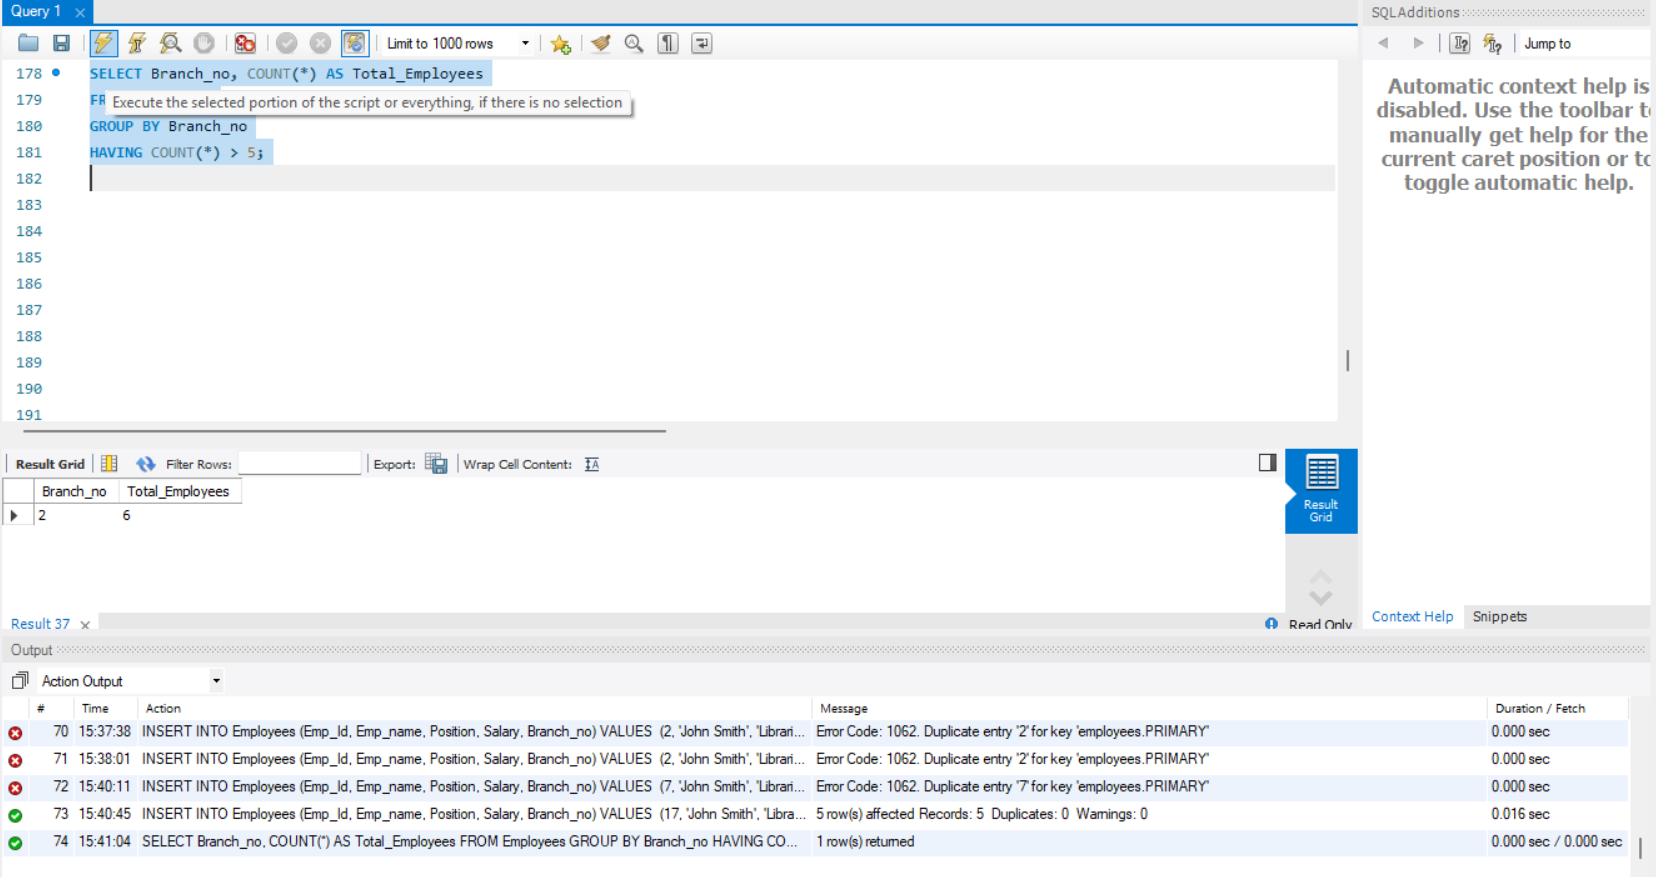 Query 1
SQLAdditions
Limit to 1000 rows
Jump to
178 SELECT Branch_no, COUNT(*) AS Total_Employees
179 FR
Execute the selected portion of the script or everything, if there is no selection
180 GROUP BY Branch_no
181 HAVING COUNT(*) > 5;
182
183
184
185
186
187
188
189
190
191
Automatic context help is
disabled. Use the toolbar t
manually get help for the
current caret position or to
toggle automatic help.
Result Grid Filter Rows: Export: Wrap Cell Content:
Branch_no Total_Employees
2 6
Result
Grid
Result 37
Read Only
Context Help Snippets
Output
Action Output
# Time Action Message Duration / Fetch
70 15:37:38 INSERT INTO Employees (Emp_Id, Emp_name, Position, Salary, Branch_no) VALUES (2, 'John Smith', 'Librari... Error Code: 1062. Duplicate entry '2' for key 'employees.PRIMARY' 0.000 sec
71 15:38:01 INSERT INTO Employees (Emp_Id, Emp_name, Position, Salary, Branch_no) VALUES (2, 'John Smith', 'Librari... Error Code: 1062. Duplicate entry '2' for key 'employees.PRIMARY' 0.000 sec
72 15:40:11 INSERT INTO Employees (Emp_Id, Emp_name, Position, Salary, Branch_no) VALUES (7, 'John Smith', 'Librari... Error Code: 1062. Duplicate entry '7' for key 'employees.PRIMARY' 0.000 sec
73 15:40:45 INSERT INTO Employees (Emp_Id, Emp_name, Position, Salary, Branch_no) VALUES (17, 'John Smith', 'Libra... 5 row(s) affected Records: 5 Duplicates: 0 Warnings: 0 0.016 sec
74 15:41:04 SELECT Branch_no, COUNT(*) AS Total_Employees FROM Employees GROUP BY Branch_no HAVING CO... 1 row(s) returned 0.000 sec / 0.000 sec